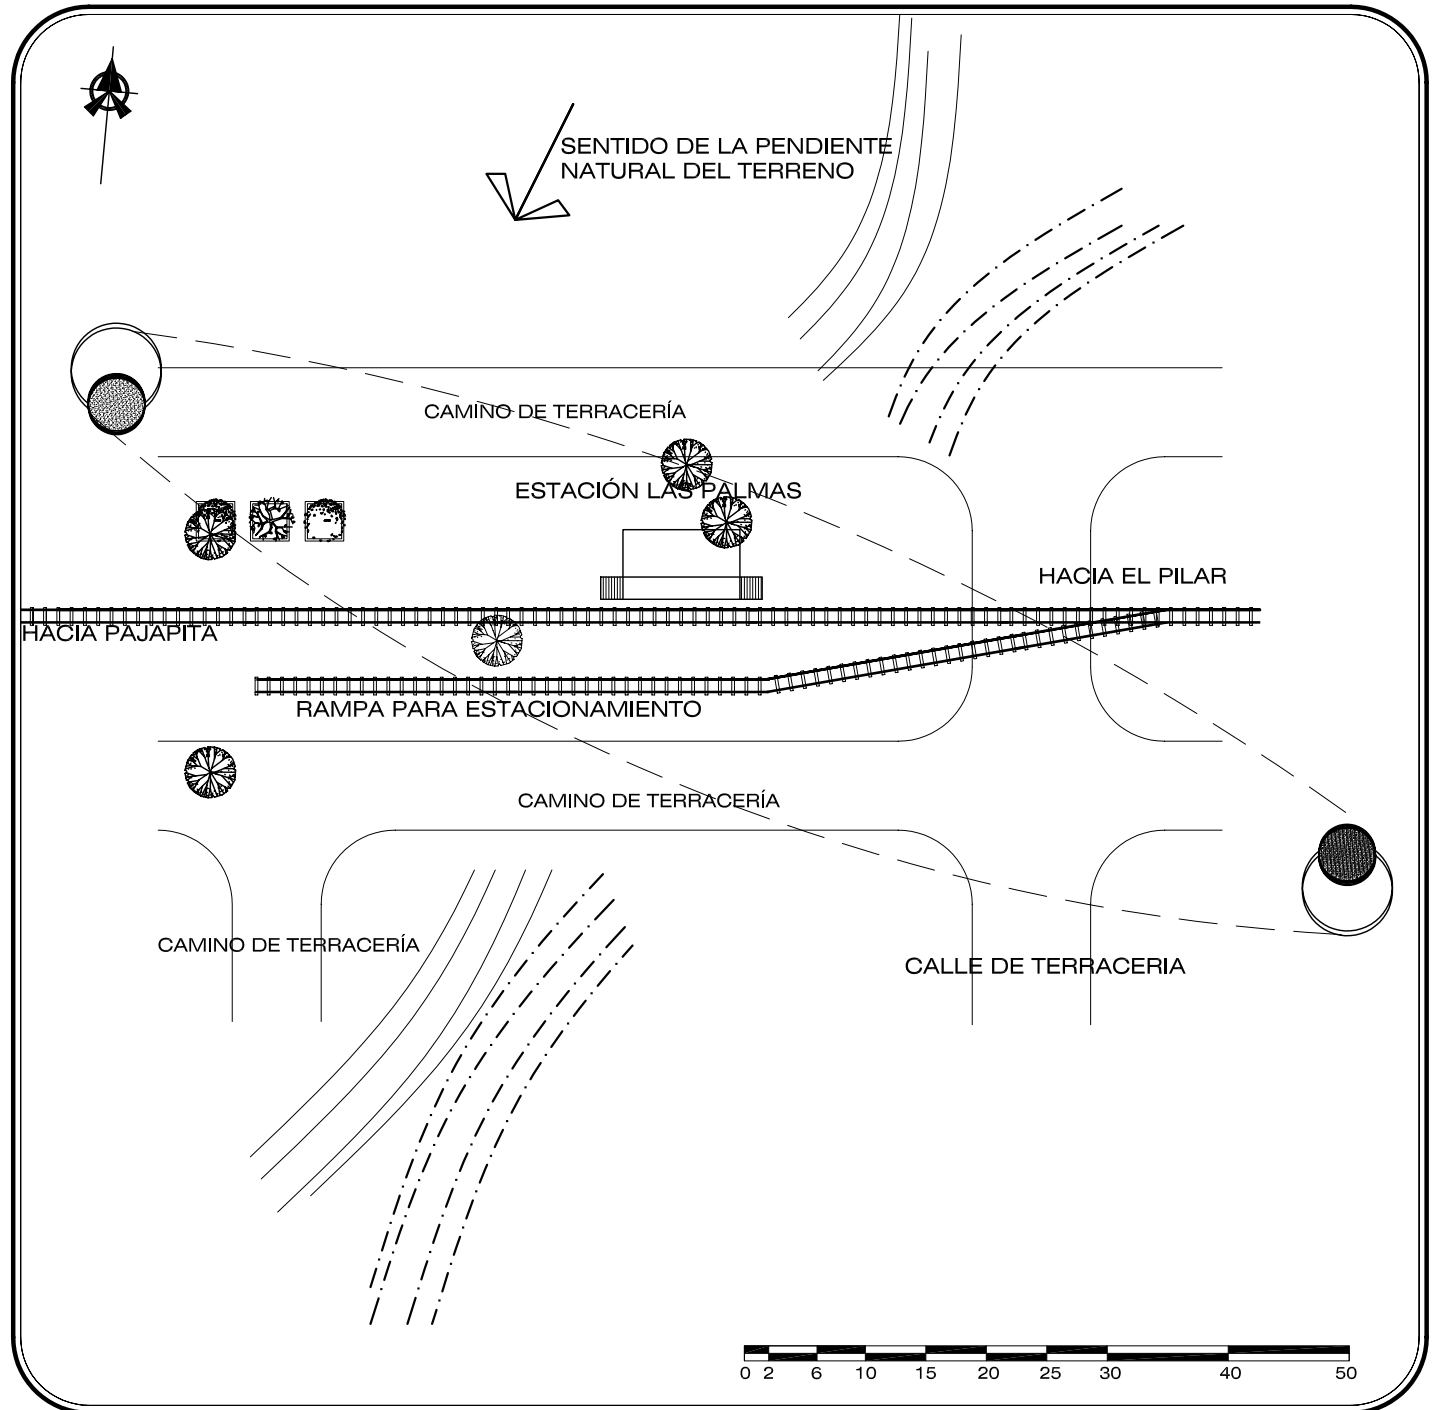 SENTIDO DE LA PENDIENTE
NATURAL DEL TERRENO
CAMINO DE TERRACERÍA
ESTACIÓN LAS PALMAS
HACIA EL PILAR
HACIA PAJAPITA
RAMPA PARA ESTACIONAMIENTO
CAMINO DE TERRACERÍA
CAMINO DE TERRACERÍA
CALLE DE TERRACERIA
0 2 6 10 15 20 25 30 40 50